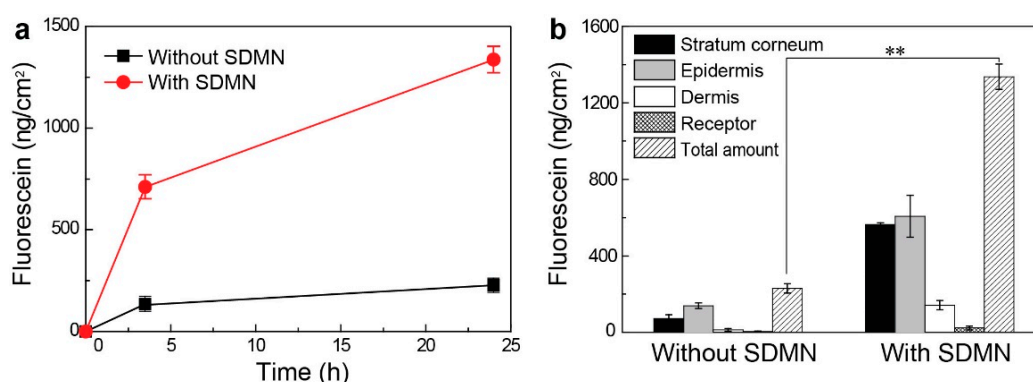 a
1500
1000
500
0
Fluorescein (ng/cm²)
Without SDMN
With SDMN
0 5 10 15 20 25
Time (h)
b
1600
1200
800
400
0
Fluorescein (ng/cm²)
Stratum corneum
Epidermis
Dermis
Receptor
Total amount
**
Without SDMN With SDMN